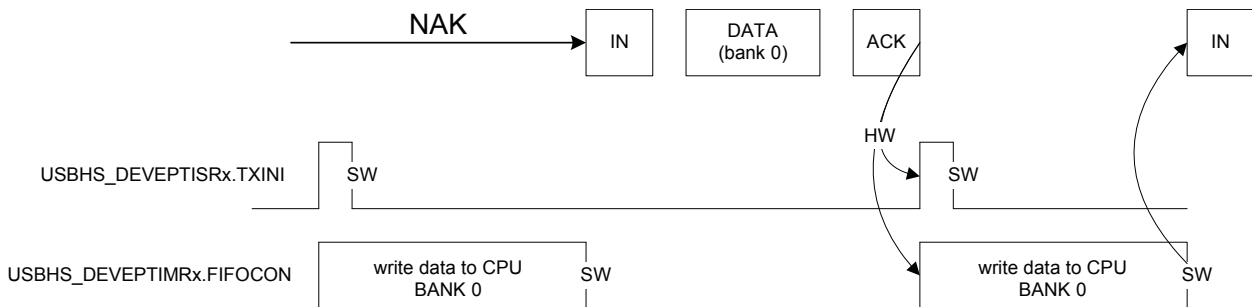 NAK
IN
DATA
(bank 0)
ACK
IN
HW
USBHS_DEVEPTISRx.TXINI
SW
SW
USBHS_DEVEPTIMRx.FIFOCON
write data to CPU
BANK 0
SW
write data to CPU
BANK 0
SW